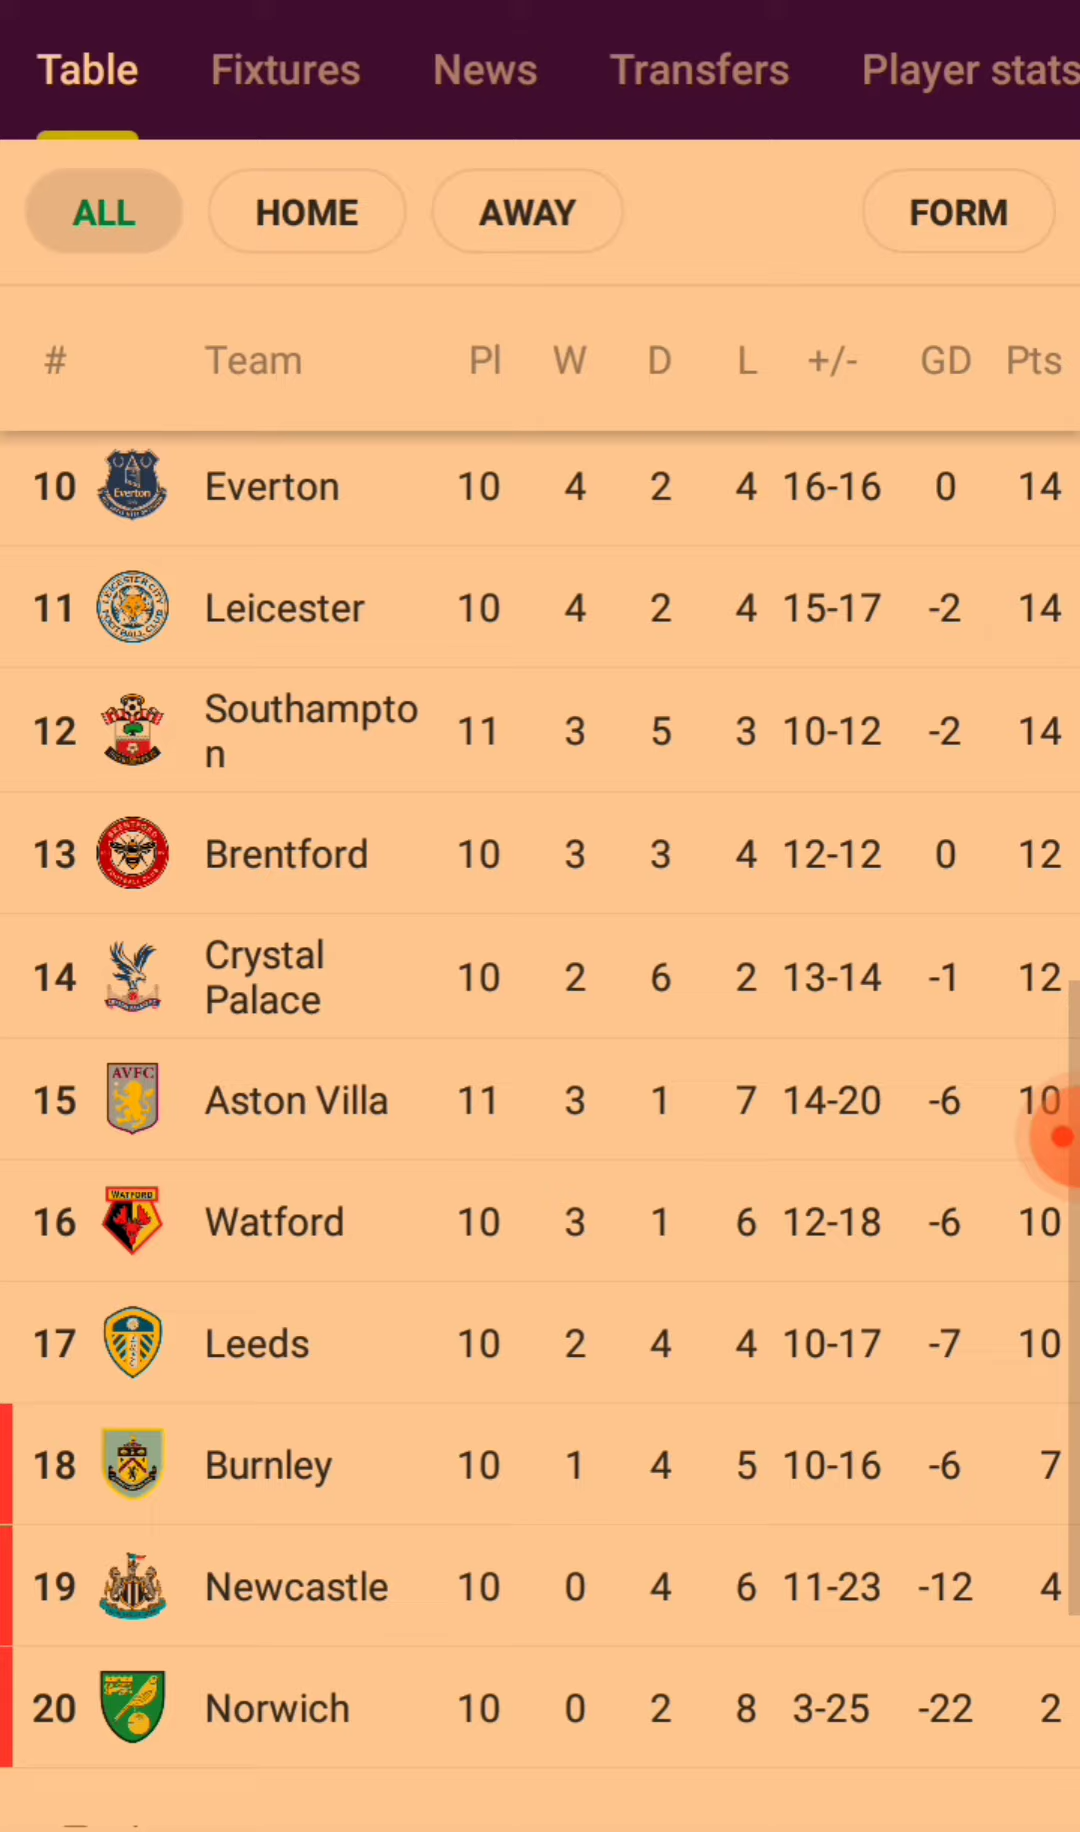 Table Fixtures News Transfers Player stats
ALL HOME AWAY FORM
# Team Pl W D L +/- GD Pts
10 Everton 10 4 2 4 16-16 0 14
11 Leicester 10 4 2 4 15-17 -2 14
12 Southampto 11 3 5 3 10-12 -2 14
n
13 Brentford 10 3 3 4 12-12 0 12
14 Crystal 10 2 6 2 13-14 -1 12
Palace
15 AVFC Aston Villa 11 3 1 7 14-20 -6 10
16 WATFORD Watford 10 3 1 6 12-18 -6 10
17 Leeds 10 2 4 4 10-17 -7 10
18 Burnley 10 1 4 5 10-16 -6 7
19 Newcastle 10 0 4 6 11-23 -12 4
20 Norwich 10 0 2 8 3-25 -22 2